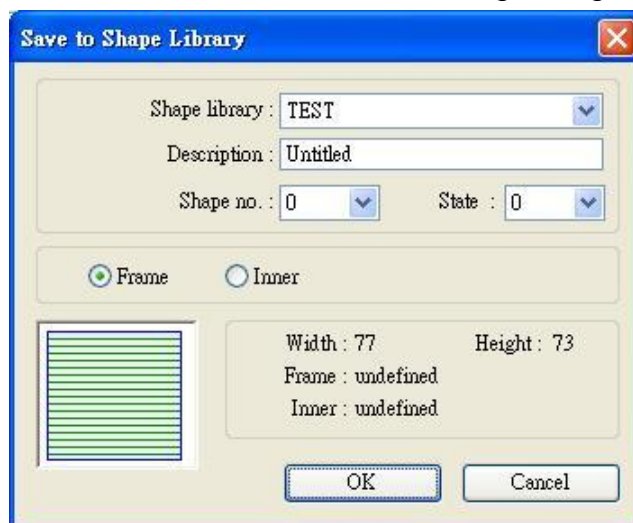 Save to Shape Library
Shape library : TEST
Description : Untitled
Shape no. : 0 State : 0
Frame Inner
Width : 77 Height : 73
Frame : undefined
Inner : undefined
OK Cancel